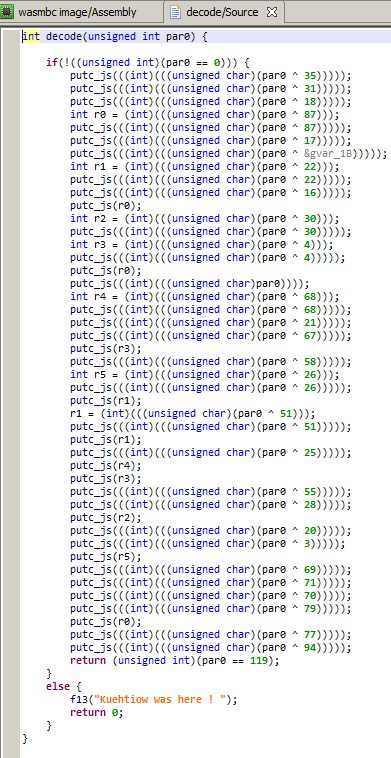 wasmbc image/Assembly
decode/Source
int decode(unsigned int par0) {
if(!((unsigned int)(par0 == 0))) {
putc_js(((int)(((unsigned char)(par0 ^ 35)))));
putc_js(((int)(((unsigned char)(par0 ^ 31)))));
putc_js(((int)(((unsigned char)(par0 ^ 18)))));
int r0 = (int)(((unsigned char)(par0 ^ 87)));
putc_js(((int)(((unsigned char)(par0 ^ 87)))));
putc_js(((int)(((unsigned char)(par0 ^ 17)))));
putc_js(((int)(((unsigned char)(par0 ^ &gvar_18)))));
int r1 = (int)(((unsigned char)(par0 ^ 22)));
putc_js(((int)(((unsigned char)(par0 ^ 22)))));
putc_js(((int)(((unsigned char)(par0 ^ 16)))));
putc_js(r0);
int r2 = (int)(((unsigned char)(par0 ^ 30)));
putc_js(((int)(((unsigned char)(par0 ^ 30)))));
int r3 = (int)(((unsigned char)(par0 ^ 4)));
putc_js(((int)(((unsigned char)(par0 ^ 4)))));
putc_js(r0);
putc_js(((int)(((unsigned char)par0))));
int r4 = (int)(((unsigned char)(par0 ^ 68)));
putc_js(((int)(((unsigned char)(par0 ^ 68)))));
putc_js(((int)(((unsigned char)(par0 ^ 21)))));
putc_js(((int)(((unsigned char)(par0 ^ 67)))));
putc_js(r3);
putc_js(((int)(((unsigned char)(par0 ^ 58)))));
int r5 = (int)(((unsigned char)(par0 ^ 26)));
putc_js(((int)(((unsigned char)(par0 ^ 26)))));
putc_js(r1);
r1 = (int)(((unsigned char)(par0 ^ 51)));
putc_js(((int)(((unsigned char)(par0 ^ 51)))));
putc_js(r1);
putc_js(((int)(((unsigned char)(par0 ^ 25)))));
putc_js(r4);
putc_js(r3);
putc_js(((int)(((unsigned char)(par0 ^ 55)))));
putc_js(((int)(((unsigned char)(par0 ^ 28)))));
putc_js(r2);
putc_js(((int)(((unsigned char)(par0 ^ 20)))));
putc_js(((int)(((unsigned char)(par0 ^ 3)))));
putc_js(r5);
putc_js(((int)(((unsigned char)(par0 ^ 69)))));
putc_js(((int)(((unsigned char)(par0 ^ 71)))));
putc_js(((int)(((unsigned char)(par0 ^ 70)))));
putc_js(((int)(((unsigned char)(par0 ^ 79)))));
putc_js(r0);
putc_js(((int)(((unsigned char)(par0 ^ 77)))));
putc_js(((int)(((unsigned char)(par0 ^ 94)))));
return (unsigned int)(par0 == 119);
}
else {
f13("Kuehtiow was here ! ");
return 0;
}
}